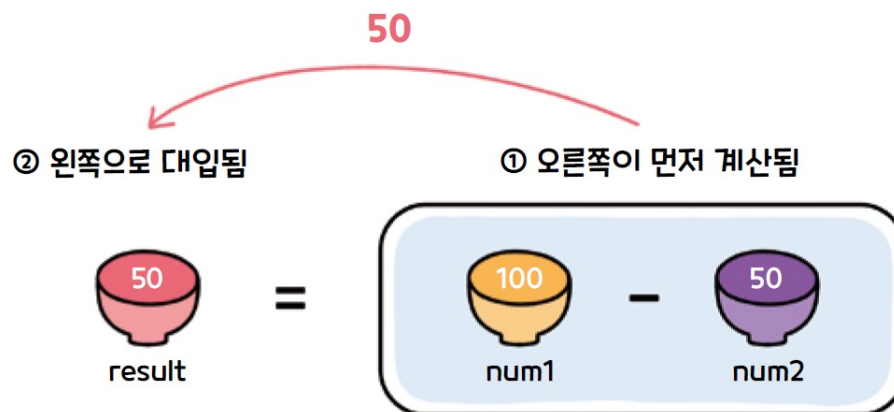 50
② 왼쪽으로 대입됨
① 오른쪽이 먼저 계산됨
50 = 100 - 50
result num1 num2